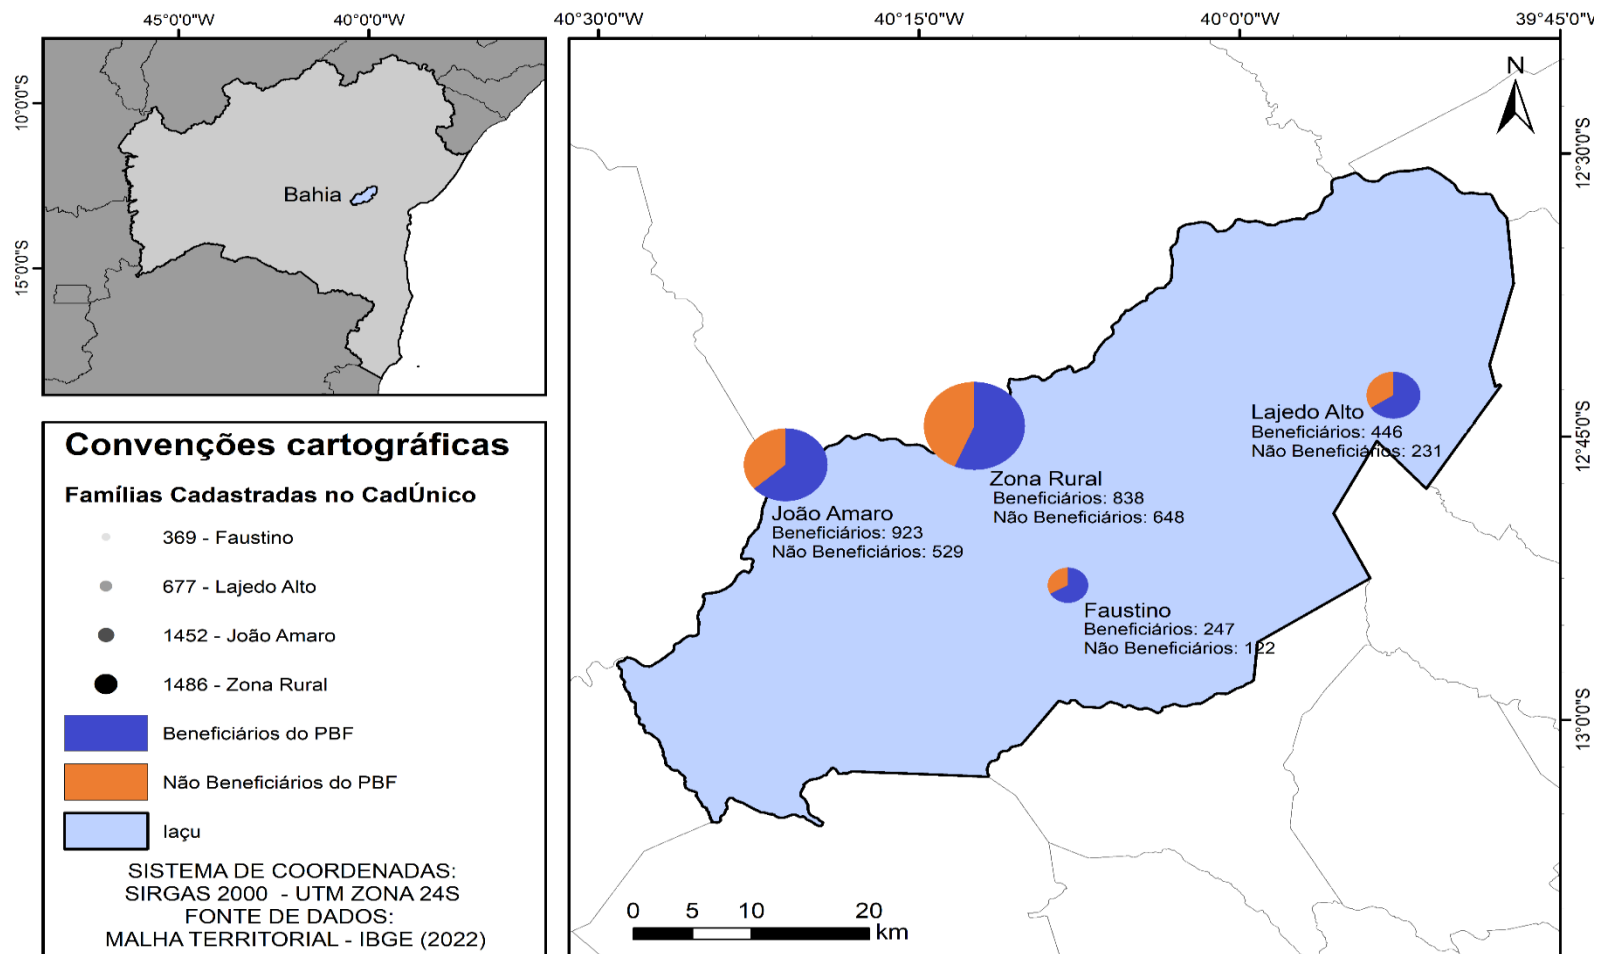 45°0'0"W
40°0'0"W
10°0'0"S
15°0'0"S
Bahia
Convenções cartográficas
Famílias Cadastradas no CadÚnico
369 - Faustino
677 - Lajedo Alto
1452 - João Amaro
1486 - Zona Rural
Beneficiários do PBF
Não Beneficiários do PBF
Iaçu
SISTEMA DE COORDENADAS:
SIRGAS 2000 - UTM ZONA 24S
FONTE DE DADOS:
MALHA TERRITORIAL - IBGE (2022)
40°30'0"W
40°15'0"W
40°0'0"W
39°45'0"W
N
12°30'0"S
12°45'0"S
13°0'0"S
Lajedo Alto
Beneficiários: 446
Não Beneficiários: 231
Zona Rural
Beneficiários: 838
Não Beneficiários: 648
João Amaro
Beneficiários: 923
Não Beneficiários: 529
Faustino
Beneficiários: 247
Não Beneficiários: 122
0 5 10 20
km